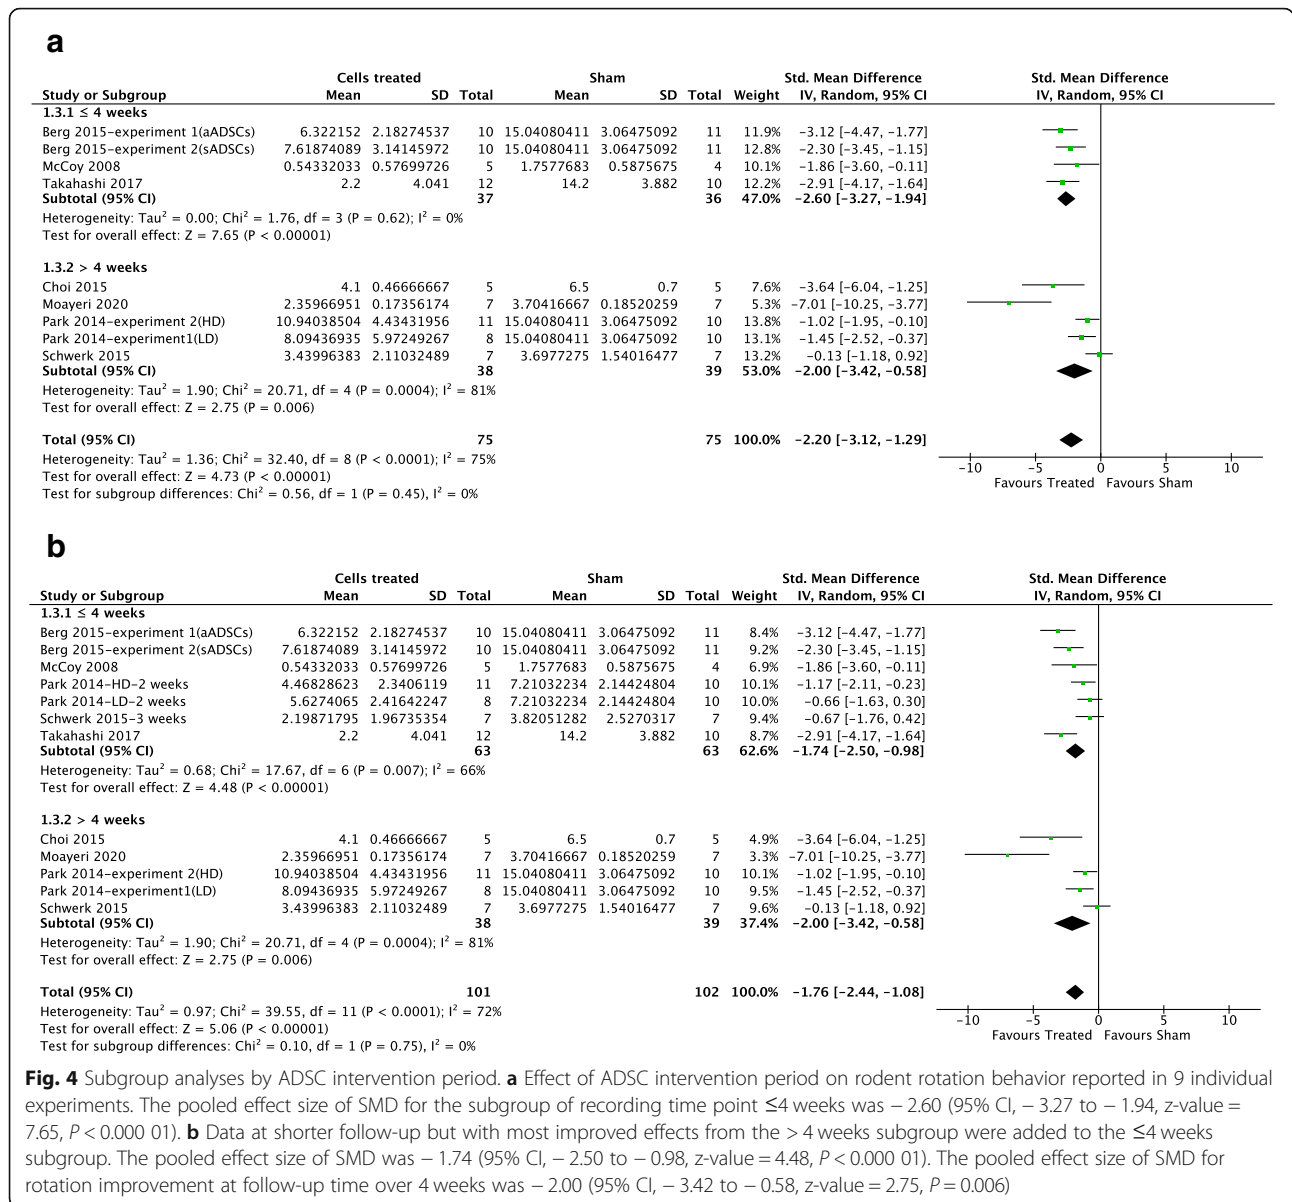 a
Cells treated Sham Std. Mean Difference Std. Mean Difference
Study or Subgroup Mean SD Total Mean SD Total Weight IV, Random, 95% CI IV, Random, 95% CI
1.3.1 ≤ 4 weeks
Berg 2015-experiment 1(aADSCs) 6.322152 2.18274537 10 15.04080411 3.06475092 11 11.9% -3.12 [-4.47, -1.77]
Berg 2015-experiment 2(sADSCs) 7.61874089 3.14145972 10 15.04080411 3.06475092 11 12.8% -2.30 [-3.45, -1.15]
McCoy 2008 0.54332033 0.57699726 5 1.7577683 0.5875675 4 10.1% -1.86 [-3.60, -0.11]
Takahashi 2017 2.2 4.041 12 14.2 3.882 10 12.2% -2.91 [-4.17, -1.64]
Subtotal (95% CI) 37 36 47.0% -2.60 [-3.27, -1.94]
Heterogeneity: Tau² = 0.00; Chi² = 1.76, df = 3 (P = 0.62); I² = 0%
Test for overall effect: Z = 7.65 (P < 0.00001)
1.3.2 > 4 weeks
Choi 2015 4.1 0.46666667 5 6.5 0.7 5 7.6% -3.64 [-6.04, -1.25]
Moayeri 2020 2.35966951 0.17356174 7 3.70416667 0.18520259 7 5.3% -7.01 [-10.25, -3.77]
Park 2014-experiment 2(HD) 10.94038504 4.43431956 11 15.04080411 3.06475092 10 13.8% -1.02 [-1.95, -0.10]
Park 2014-experiment1(LD) 8.09436935 5.97249267 8 15.04080411 3.06475092 10 13.1% -1.45 [-2.52, -0.37]
Schwerk 2015 3.43996383 2.11032489 7 3.6977275 1.54016477 7 13.2% -0.13 [-1.18, 0.92]
Subtotal (95% CI) 38 39 53.0% -2.00 [-3.42, -0.58]
Heterogeneity: Tau² = 1.90; Chi² = 20.71, df = 4 (P = 0.0004); I² = 81%
Test for overall effect: Z = 2.75 (P = 0.006)
Total (95% CI) 75 75 100.0% -2.20 [-3.12, -1.29]
Heterogeneity: Tau² = 1.36; Chi² = 32.40, df = 8 (P < 0.0001); I² = 75%
Test for overall effect: Z = 4.73 (P < 0.00001)
Test for subgroup differences: Chi² = 0.56, df = 1 (P = 0.45), I² = 0%
-10 -5 0 5 10
Favours Treated Favours Sham
b
Cells treated Sham Std. Mean Difference Std. Mean Difference
Study or Subgroup Mean SD Total Mean SD Total Weight IV, Random, 95% CI IV, Random, 95% CI
1.3.1 ≤ 4 weeks
Berg 2015-experiment 1(aADSCs) 6.322152 2.18274537 10 15.04080411 3.06475092 11 8.4% -3.12 [-4.47, -1.77]
Berg 2015-experiment 2(sADSCs) 7.61874089 3.14145972 10 15.04080411 3.06475092 11 9.2% -2.30 [-3.45, -1.15]
McCoy 2008 0.54332033 0.57699726 5 1.7577683 0.5875675 4 6.9% -1.86 [-3.60, -0.11]
Park 2014-HD-2 weeks 4.46828623 2.3406119 11 7.21032234 2.14424804 10 10.1% -1.17 [-2.11, -0.23]
Park 2014-LD-2 weeks 5.6274065 2.41642247 8 7.21032234 2.14424804 10 10.0% -0.66 [-1.63, 0.30]
Schwerk 2015-3 weeks 2.19871795 1.96735354 7 3.82051282 2.5270317 7 9.4% -0.67 [-1.76, 0.42]
Takahashi 2017 2.2 4.041 12 14.2 3.882 10 8.7% -2.91 [-4.17, -1.64]
Subtotal (95% CI) 63 63 62.6% -1.74 [-2.50, -0.98]
Heterogeneity: Tau² = 0.68; Chi² = 17.67, df = 6 (P = 0.007); I² = 66%
Test for overall effect: Z = 4.48 (P < 0.00001)
1.3.2 > 4 weeks
Choi 2015 4.1 0.46666667 5 6.5 0.7 5 4.9% -3.64 [-6.04, -1.25]
Moayeri 2020 2.35966951 0.17356174 7 3.70416667 0.18520259 7 3.3% -7.01 [-10.25, -3.77]
Park 2014-experiment 2(HD) 10.94038504 4.43431956 11 15.04080411 3.06475092 10 10.1% -1.02 [-1.95, -0.10]
Park 2014-experiment1(LD) 8.09436935 5.97249267 8 15.04080411 3.06475092 10 9.5% -1.45 [-2.52, -0.37]
Schwerk 2015 3.43996383 2.11032489 7 3.6977275 1.54016477 7 9.6% -0.13 [-1.18, 0.92]
Subtotal (95% CI) 38 39 37.4% -2.00 [-3.42, -0.58]
Heterogeneity: Tau² = 1.90; Chi² = 20.71, df = 4 (P = 0.0004); I² = 81%
Test for overall effect: Z = 2.75 (P = 0.006)
Total (95% CI) 101 102 100.0% -1.76 [-2.44, -1.08]
Heterogeneity: Tau² = 0.97; Chi² = 39.55, df = 11 (P < 0.0001); I² = 72%
Test for overall effect: Z = 5.06 (P < 0.00001)
Test for subgroup differences: Chi² = 0.10, df = 1 (P = 0.75), I² = 0%
-10 -5 0 5 10
Favours Treated Favours Sham
Fig. 4 Subgroup analyses by ADSC intervention period. a Effect of ADSC intervention period on rodent rotation behavior reported in 9 individual
experiments. The pooled effect size of SMD for the subgroup of recording time point ≤4 weeks was − 2.60 (95% CI, − 3.27 to − 1.94, z-value =
7.65, P < 0.000 01). b Data at shorter follow-up but with most improved effects from the > 4 weeks subgroup were added to the ≤4 weeks
subgroup. The pooled effect size of SMD was − 1.74 (95% CI, − 2.50 to − 0.98, z-value = 4.48, P < 0.000 01). The pooled effect size of SMD for
rotation improvement at follow-up time over 4 weeks was − 2.00 (95% CI, − 3.42 to − 0.58, z-value = 2.75, P = 0.006)